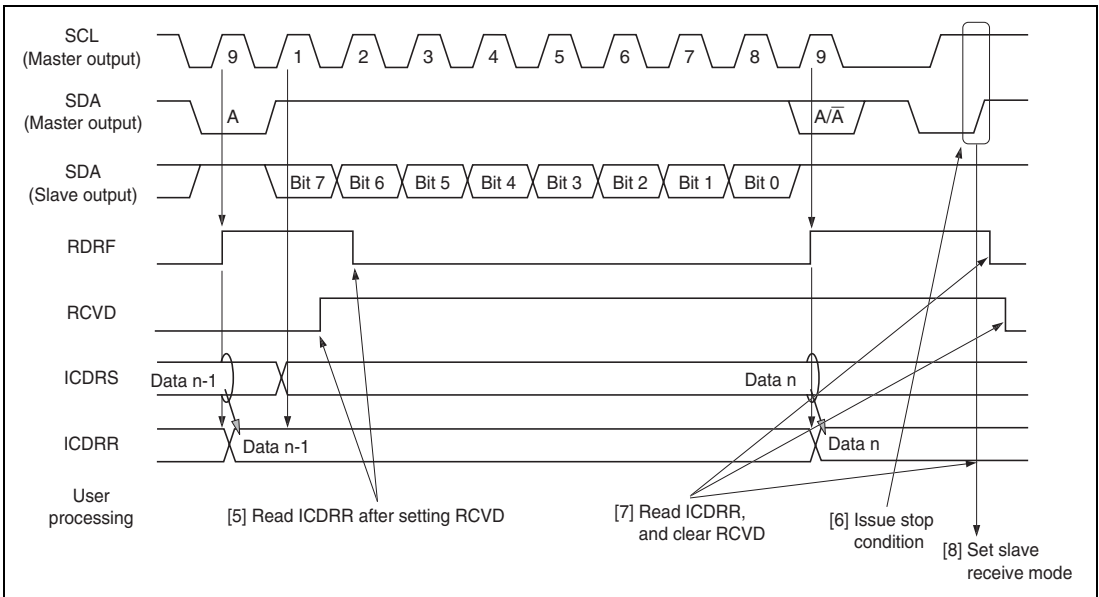 SCL
(Master output)
9 1 2 3 4 5 6 7 8 9
SDA
(Master output)
A A/A̅
SDA
(Slave output)
Bit 7 Bit 6 Bit 5 Bit 4 Bit 3 Bit 2 Bit 1 Bit 0
RDRF
RCVD
ICDRS
Data n-1 Data n
ICDRR
Data n-1 Data n
User
processing
[5] Read ICDRR after setting RCVD
[7] Read ICDRR,
and clear RCVD
[6] Issue stop
condition
[8] Set slave
receive mode